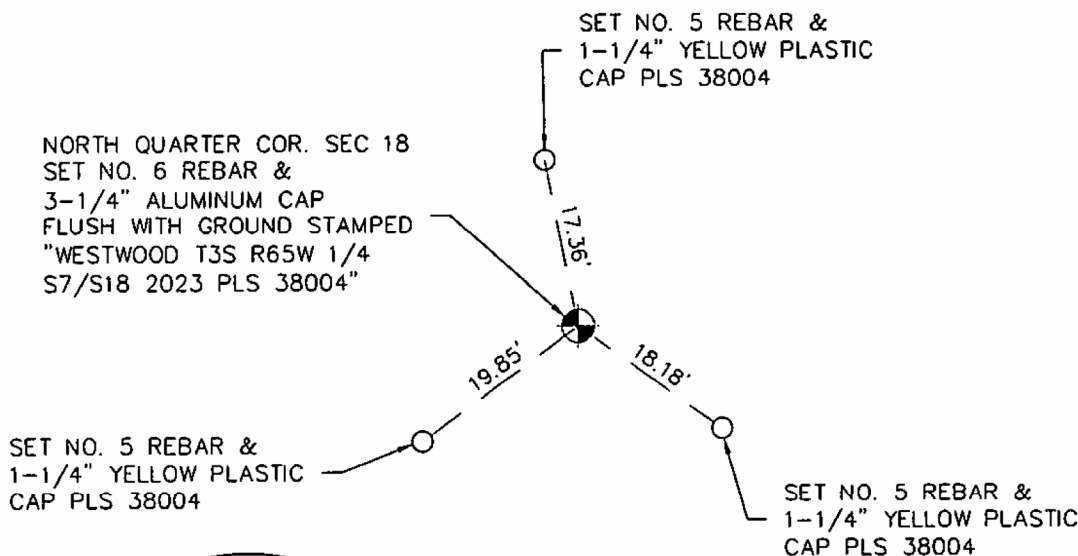 SET NO. 5 REBAR &
1-1/4" YELLOW PLASTIC
CAP PLS 38004
NORTH QUARTER COR. SEC 18
SET NO. 6 REBAR &
3-1/4" ALUMINUM CAP
FLUSH WITH GROUND STAMPED
"WESTWOOD T3S R65W 1/4
S7/S18 2023 PLS 38004"
17.36'
19.85'
18.18'
SET NO. 5 REBAR &
1-1/4" YELLOW PLASTIC
CAP PLS 38004
SET NO. 5 REBAR &
1-1/4" YELLOW PLASTIC
CAP PLS 38004